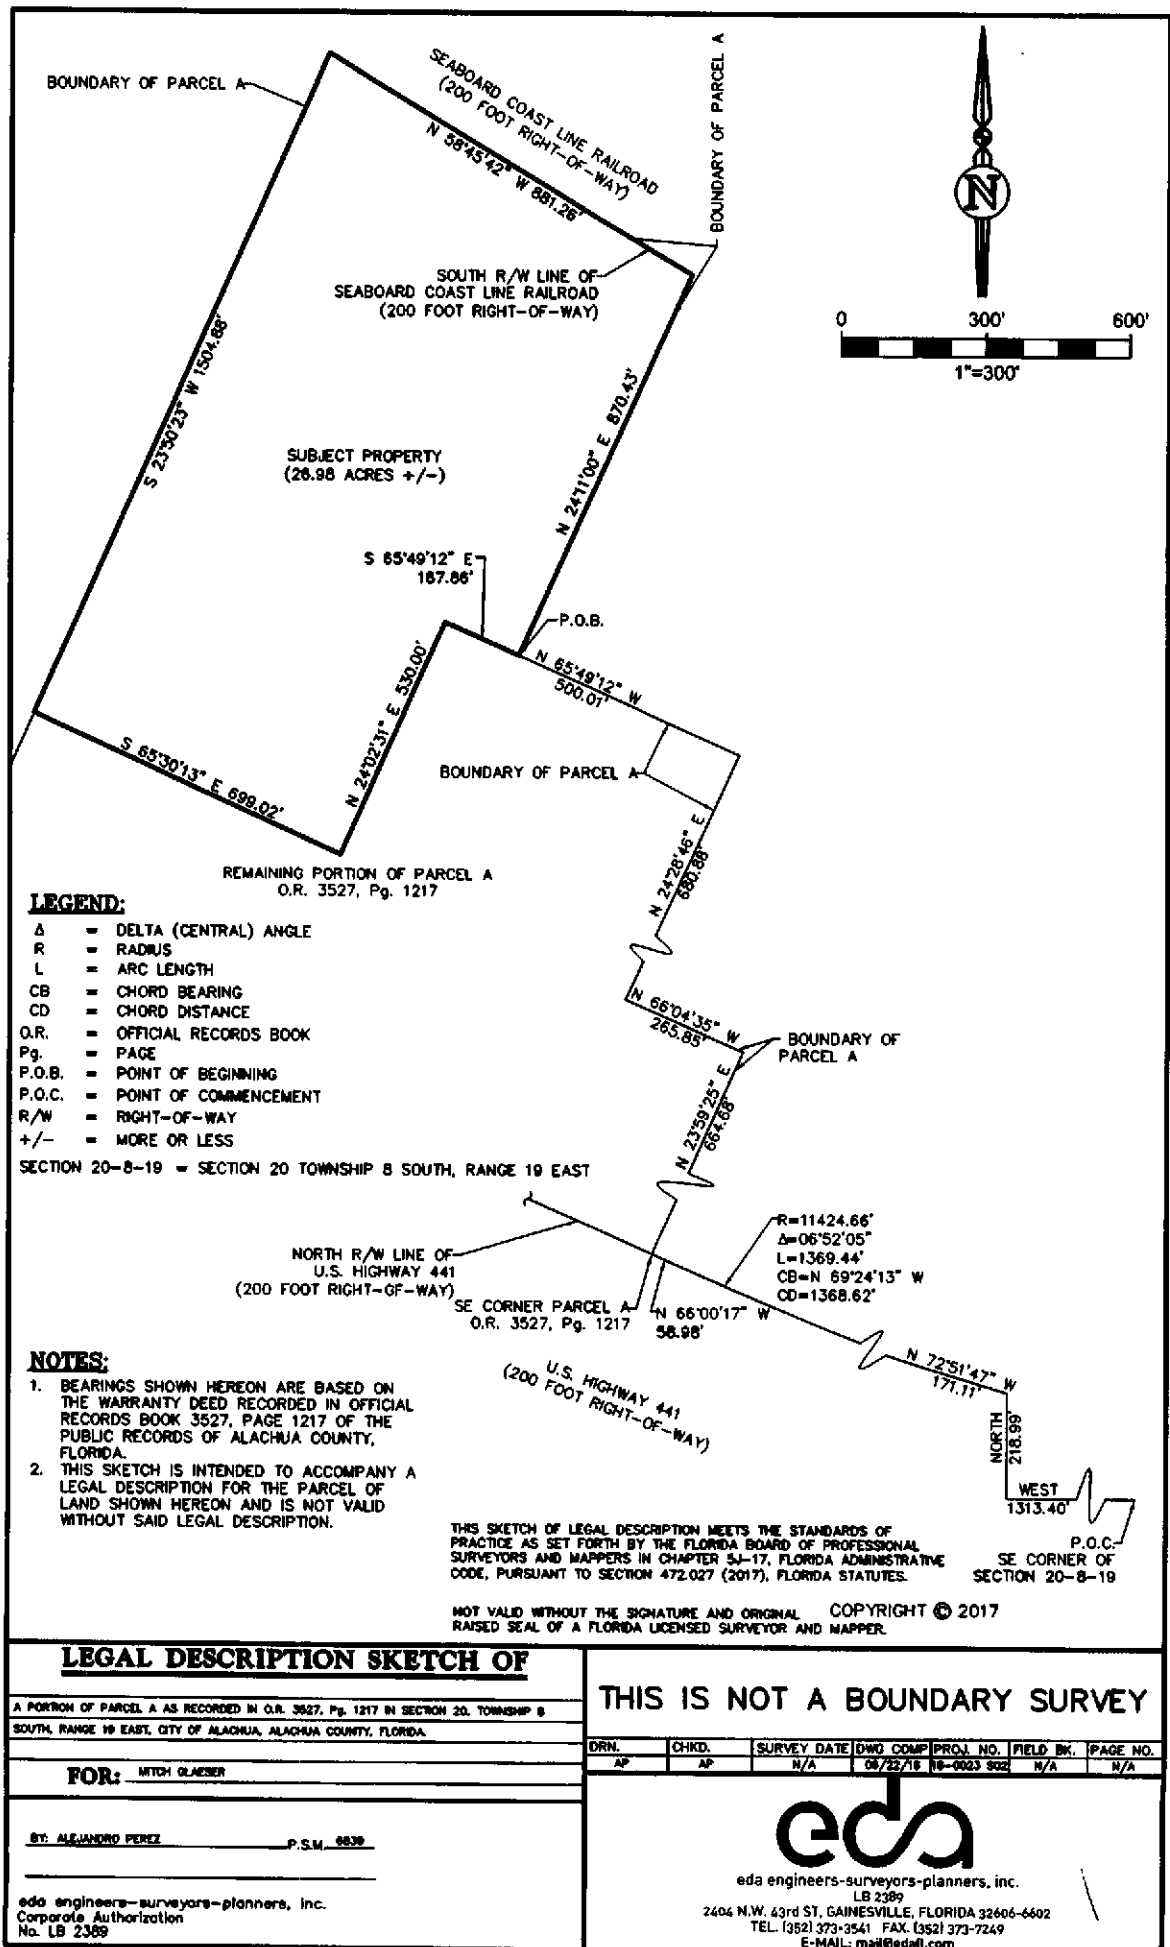 BOUNDARY OF PARCEL A
SEABOARD COAST LINE RAILROAD
(200 FOOT RIGHT-OF-WAY)
N 58°45'42" W 881.26'
BOUNDARY OF PARCEL A
N
SOUTH R/W LINE OF
SEABOARD COAST LINE RAILROAD
(200 FOOT RIGHT-OF-WAY)
0 300' 600'
1"=300'
S 23°50'23" W 1504.88'
N 24°11'00" E 870.43'
SUBJECT PROPERTY
(26.98 ACRES +/-)
S 65°49'12" E
187.86'
P.O.B.
N 65°49'12" W
500.01'
N 24°02'31" E 530.00'
S 65°30'13" E 699.02'
BOUNDARY OF PARCEL A
N 24°28'46" E
680.88'
REMAINING PORTION OF PARCEL A
O.R. 3527, Pg. 1217
LEGEND:
Δ = DELTA (CENTRAL) ANGLE
R = RADIUS
L = ARC LENGTH
CB = CHORD BEARING
CD = CHORD DISTANCE
O.R. = OFFICIAL RECORDS BOOK
Pg. = PAGE
P.O.B. = POINT OF BEGINNING
P.O.C. = POINT OF COMMENCEMENT
R/W = RIGHT-OF-WAY
+/- = MORE OR LESS
SECTION 20-8-19 = SECTION 20 TOWNSHIP 8 SOUTH, RANGE 19 EAST
N 66°04'35" W
265.85'
BOUNDARY OF
PARCEL A
N 23°59'25" E
664.68'
NORTH R/W LINE OF
U.S. HIGHWAY 441
(200 FOOT RIGHT-OF-WAY)
R=11424.66'
Δ=06°52'05"
L=1369.44'
CB=N 69°24'13" W
CD=1368.62'
SE CORNER PARCEL A
O.R. 3527, Pg. 1217
N 66°00'17" W
56.98'
U.S. HIGHWAY 441
(200 FOOT RIGHT-OF-WAY)
N 72°51'47" W
171.11'
NORTH
218.99'
WEST
1313.40'
P.O.C.
SE CORNER OF
SECTION 20-8-19
NOTES:
1. BEARINGS SHOWN HEREON ARE BASED ON
THE WARRANTY DEED RECORDED IN OFFICIAL
RECORDS BOOK 3527, PAGE 1217 OF THE
PUBLIC RECORDS OF ALACHUA COUNTY,
FLORIDA.
2. THIS SKETCH IS INTENDED TO ACCOMPANY A
LEGAL DESCRIPTION FOR THE PARCEL OF
LAND SHOWN HEREON AND IS NOT VALID
WITHOUT SAID LEGAL DESCRIPTION.
THIS SKETCH OF LEGAL DESCRIPTION MEETS THE STANDARDS OF
PRACTICE AS SET FORTH BY THE FLORIDA BOARD OF PROFESSIONAL
SURVEYORS AND MAPPERS IN CHAPTER 5J-17, FLORIDA ADMINISTRATIVE
CODE, PURSUANT TO SECTION 472.027 (2017), FLORIDA STATUTES.
NOT VALID WITHOUT THE SIGNATURE AND ORIGINAL
RAISED SEAL OF A FLORIDA LICENSED SURVEYOR AND MAPPER.
COPYRIGHT © 2017
LEGAL DESCRIPTION SKETCH OF
A PORTION OF PARCEL A AS RECORDED IN O.R. 3527, Pg. 1217 IN SECTION 20, TOWNSHIP 8
SOUTH, RANGE 19 EAST, CITY OF ALACHUA, ALACHUA COUNTY, FLORIDA
FOR: MITCH GLAESER
BY: ALEJANDRO PEREZ P.S.M. 6839
eda engineers-surveyors-planners, inc.
Corporate Authorization
No. LB 2389
THIS IS NOT A BOUNDARY SURVEY
DRN. CHKD. SURVEY DATE DWG COMP PROJ. NO. FIELD BK. PAGE NO.
AP AP N/A N/A N/A
eda
eda engineers-surveyors-planners, inc.
LB 2389
2404 N.W. 43rd ST, GAINESVILLE, FLORIDA 32606-6602
TEL. (352) 373-3541 FAX. (352) 373-7249
E-MAIL: mail@edafl.com